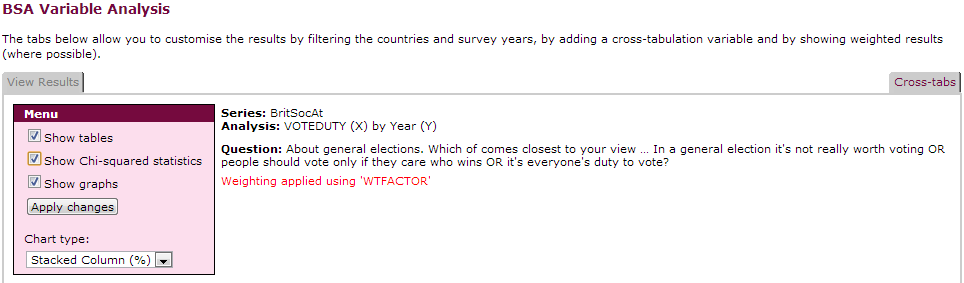 BSA Variable Analysis
The tabs below allow you to customise the results by filtering the countries and survey years, by adding a cross-tabulation variable and by showing weighted results
(where possible).
View Results
Cross-tabs
Menu
Show tables
Show Chi-squared statistics
Show graphs
Apply changes
Chart type:
Stacked Column (%)
Series: BritSocAt
Analysis: VOTEDUTY (X) by Year (Y)
Question: About general elections. Which of comes closest to your view ... In a general election it's not really worth voting OR
people should vote only if they care who wins OR it's everyone's duty to vote?
Weighting applied using 'WTFACTOR'